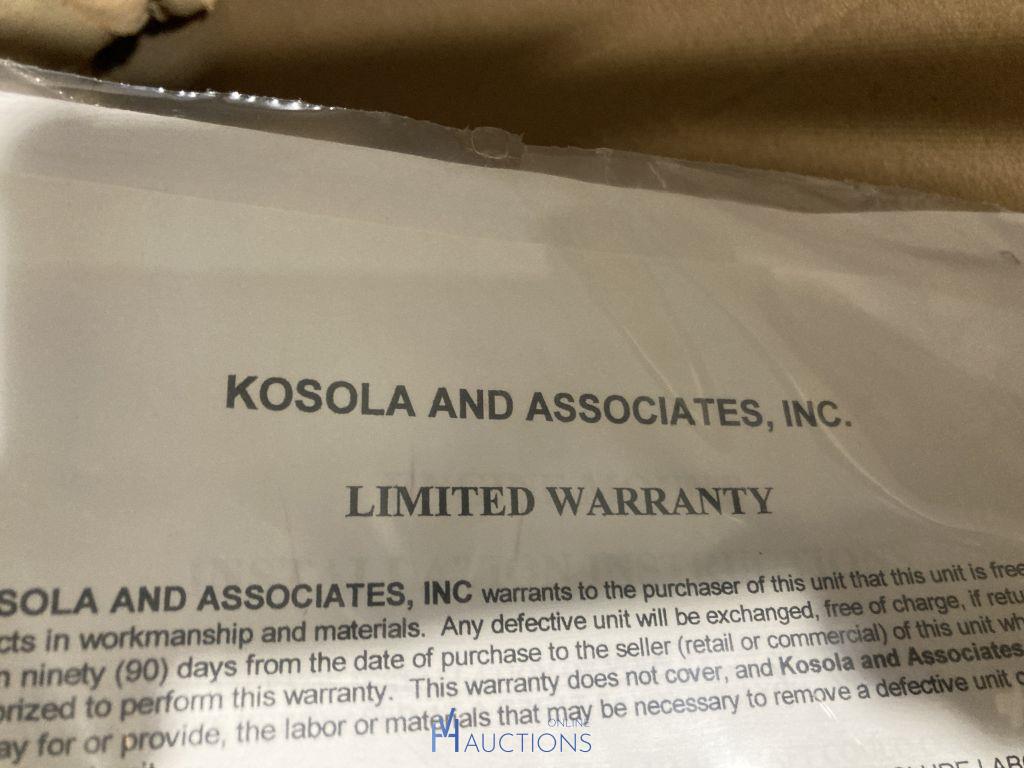 KOSOLA AND ASSOCIATES, INC.
LIMITED WARRANTY
SOLA AND ASSOCIATES, INC warrants to the purchaser of this unit that this unit is free
cts in workmanship and materials. Any defective unit will be exchanged, free of charge, if retu
n ninety (90) days from the date of purchase to the seller (retail or commercial) of this unit wh
orized to perform this warranty. This warranty does not cover, and Kosola and Associates
ay for or provide, the labor or materials that may be necessary to remove a defective unit o
ONLINE
AUCTIONS